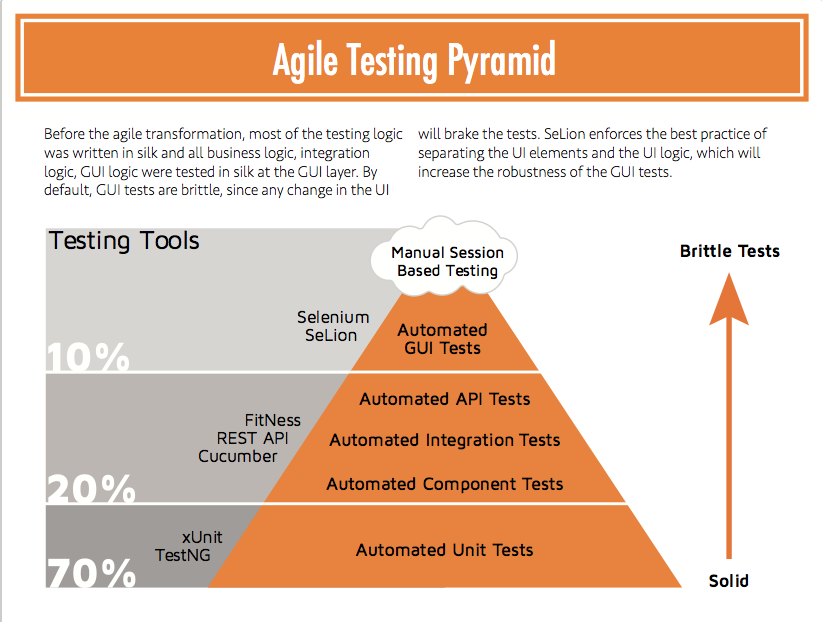 Agile Testing Pyramid
Before the agile transformation, most of the testing logic
was written in silk and all business logic, integration
logic, GUI logic were tested in silk at the GUI layer. By
default, GUI tests are brittle, since any change in the UI
will brake the tests. SeLion enforces the best practice of
separating the UI elements and the UI logic, which will
increase the robustness of the GUI tests.
Testing Tools
Manual Session
Based Testing
Brittle Tests
Selenium
SeLion
Automated
GUI Tests
10%
Automated API Tests
FitNess
REST API
Cucumber
Automated Integration Tests
Automated Component Tests
20%
xUnit
TestNG
Automated Unit Tests
70%
Solid